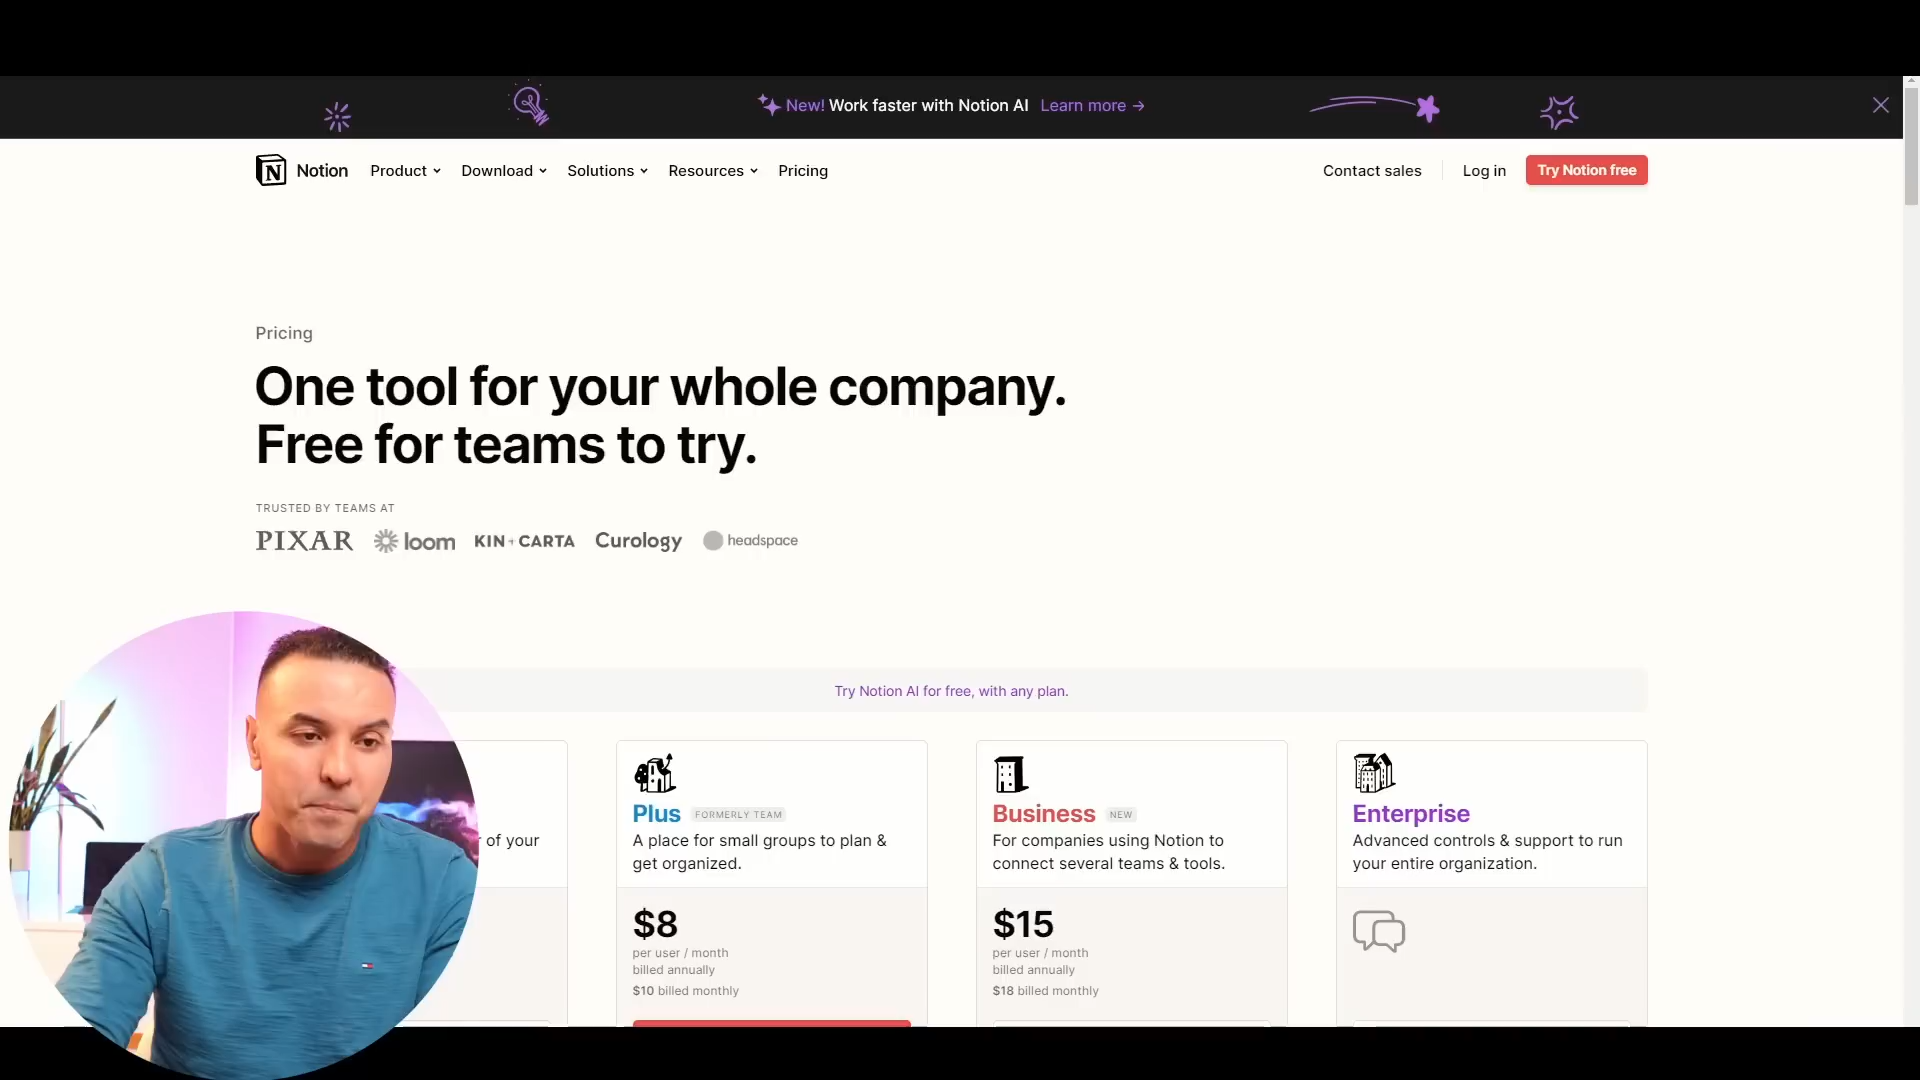 New! Work faster with Notion AI Learn more →
Notion Product Download Solutions Resources Pricing Contact sales Log in Try Notion free
Pricing
One tool for your whole company.
Free for teams to try.
TRUSTED BY TEAMS AT
PIXAR loom KIN + CARTA Curology headspace
Try Notion AI for free, with any plan.
of your
Plus FORMERLY TEAM
A place for small groups to plan &
get organized.
$8
per user / month
billed annually
$10 billed monthly
Business NEW
For companies using Notion to
connect several teams & tools.
$15
per user / month
billed annually
$18 billed monthly
Enterprise
Advanced controls & support to run
your entire organization.